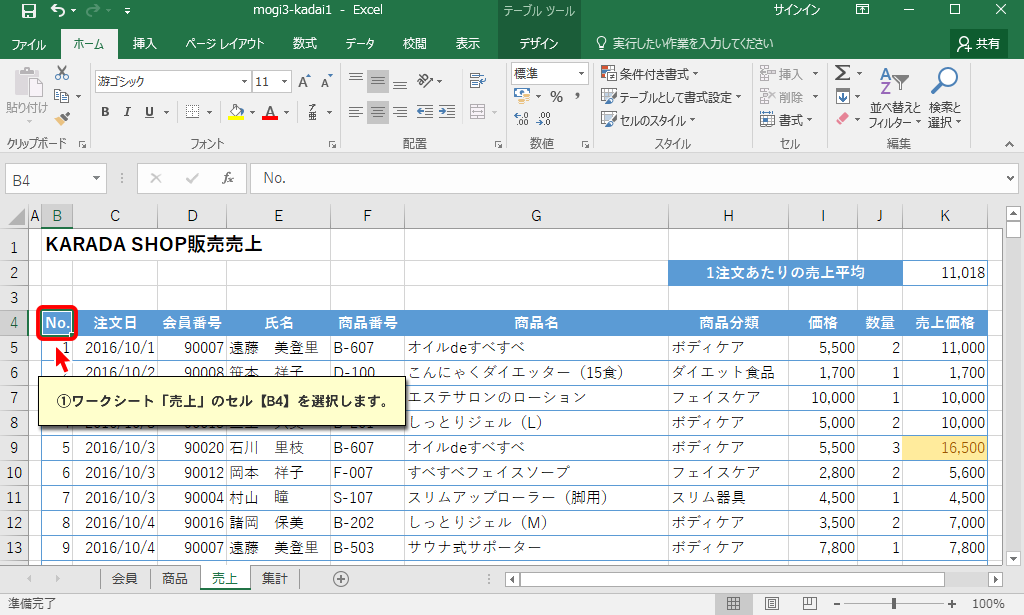 mogi3-kadai1 - Excel
テーブル ツール
サインイン
ファイル ホーム 挿入 ページ レイアウト 数式 データ 校閲 表示 デザイン 実行したい作業を入力してください 共有
貼り付け
クリップボード
游ゴシック 11
B I U
フォント
配置
標準
% ,
数値
条件付き書式
テーブルとして書式設定
セルのスタイル
スタイル
挿入
削除
書式
セル
並べ替えと
フィルター
検索と
選択
編集
B4 fx No.
A B C D E F G H I J K
1 KARADA SHOP販売売上
2 1注文あたりの売上平均 11,018
3
4 No. 注文日 会員番号 氏名 商品番号 商品名 商品分類 価格 数量 売上価格
5 1 2016/10/1 90007 遠藤 美登里 B-607 オイルdeすべすべ ボディケア 5,500 2 11,000
6 2016/10/2 90008 笹本 祥子 D-100 こんにゃくダイエッター（15食） ダイエット食品 1,700 1 1,700
7 エステサロンのローション フェイスケア 10,000 1 10,000
8 しっとりジェル（L） ボディケア 5,000 2 10,000
①ワークシート「売上」のセル【B4】を選択します。
9 5 2016/10/3 90020 石川 里枝 B-607 オイルdeすべすべ ボディケア 5,500 3 16,500
10 6 2016/10/3 90012 岡本 祥子 F-007 すべすべフェイスソープ フェイスケア 2,800 2 5,600
11 7 2016/10/3 90004 村山 瞳 S-107 スリムアップローラー（脚用） スリム器具 4,500 1 4,500
12 8 2016/10/4 90016 諸岡 保美 B-202 しっとりジェル（M） ボディケア 3,500 2 7,000
13 9 2016/10/4 90007 遠藤 美登里 B-503 サウナ式サポーター ボディケア 7,800 1 7,800
会員 商品 売上 集計
準備完了 100%